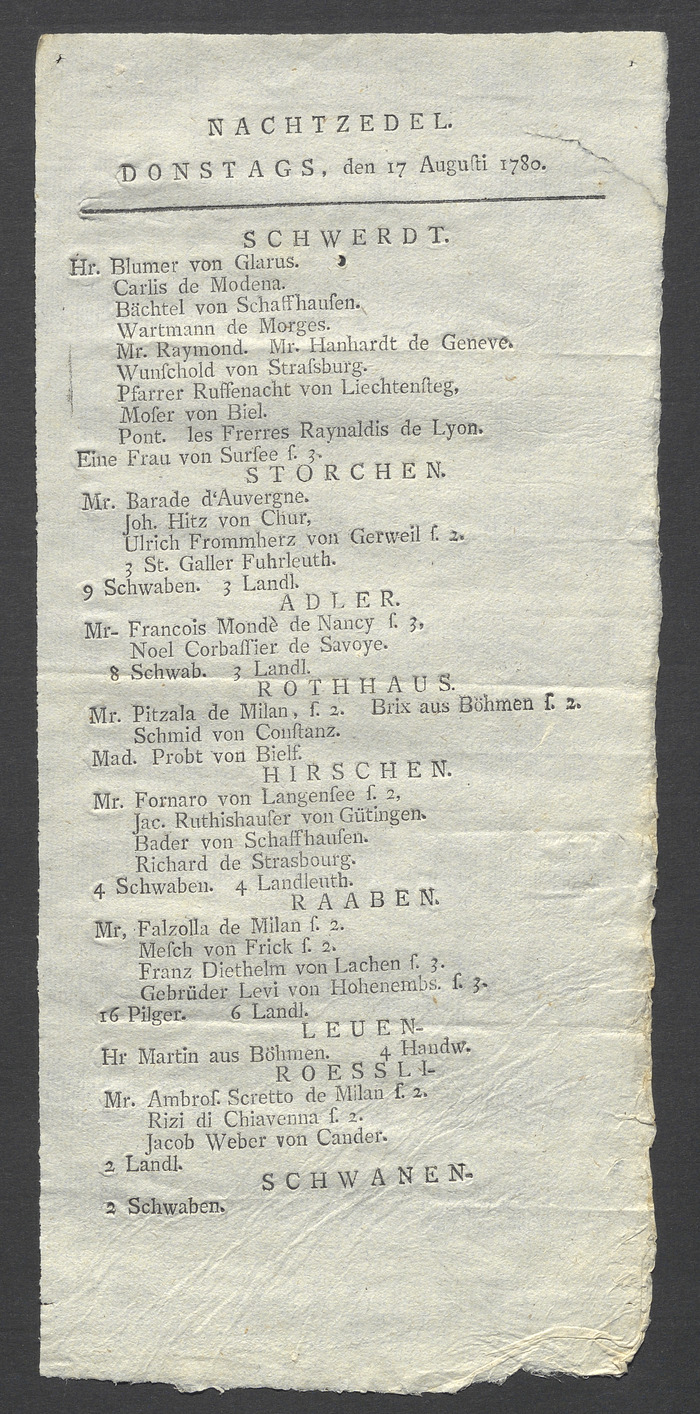 NACHTZEDEL.
DONSTAGS, den 17 Auguſti 1780.
SCHWERDT.
Hr. Blumer von Glarus.
Carlis de Modena.
Bächtel von Schaffhauſen.
Wartmann de Morges.
Mr. Raymond. Mr. Hanhardt de Geneve.
Wunſchold von Straſsburg.
Pfarrer Ruſſenacht von Liechtenſteg,
Moſer von Biel.
Pont. les Frerres Raynaldis de Lyon.
Eine Frau von Surſee ſ. 3.
STORCHEN.
Mr. Barade d'Auvergne.
Joh. Hitz von Chur,
Ulrich Frommherz von Gerweil ſ. 2.
3 St. Galler Fuhrleuth.
9 Schwaben. 3 Landl.
ADLER.
Mr- Francois Mondè de Nancy ſ. 3,
Noel Corbaſſier de Savoye.
8 Schwab. 3 Landl.
ROTHHAUS.
Mr. Pitzala de Milan, ſ. 2. Brix aus Böhmen ſ. 2.
Schmid von Conſtanz.
Mad. Probt von Bielf.
HIRSCHEN.
Mr. Fornaro von Langenſee ſ. 2,
Jac. Ruthishauſer von Gütingen.
Bader von Schaffhauſen.
Richard de Strasbourg.
4 Schwaben. 4 Landleuth.
RAABEN.
Mr, Falzolla de Milan ſ. 2.
Meſch von Frick ſ. 2.
Franz Diethelm von Lachen ſ. 3.
Gebrüder Levi von Hohenembs. ſ. 3.
16 Pilger. 6 Landl.
LEUEN-
Hr Martin aus Böhmen. 4 Handw.
ROESSLI-
Mr. Ambroſ. Scretto de Milan ſ. 2.
Rizi di Chiavenna ſ. 2.
Jacob Weber von Cander.
2 Landl.
SCHWANEN-
2 Schwaben.